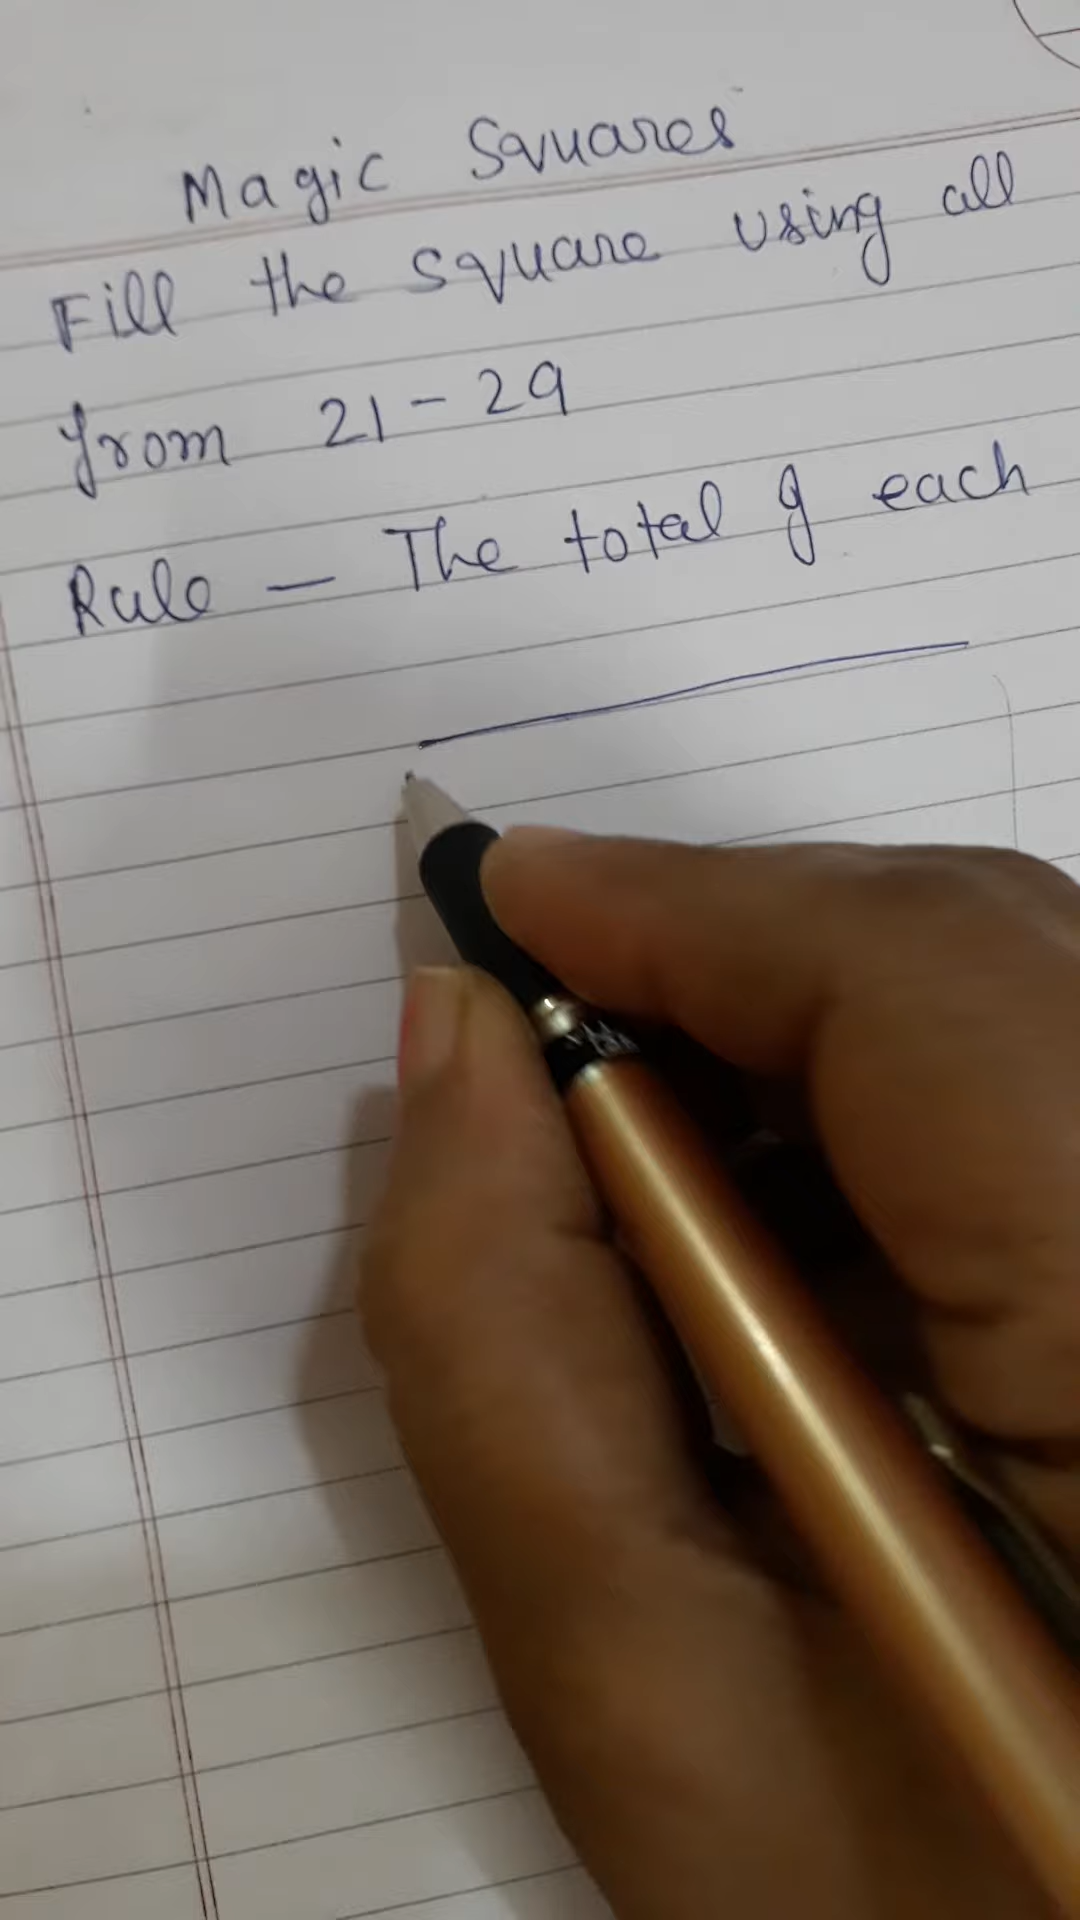 Magic Squares
Fill the square using all
from 21-29
Rule - The total of each